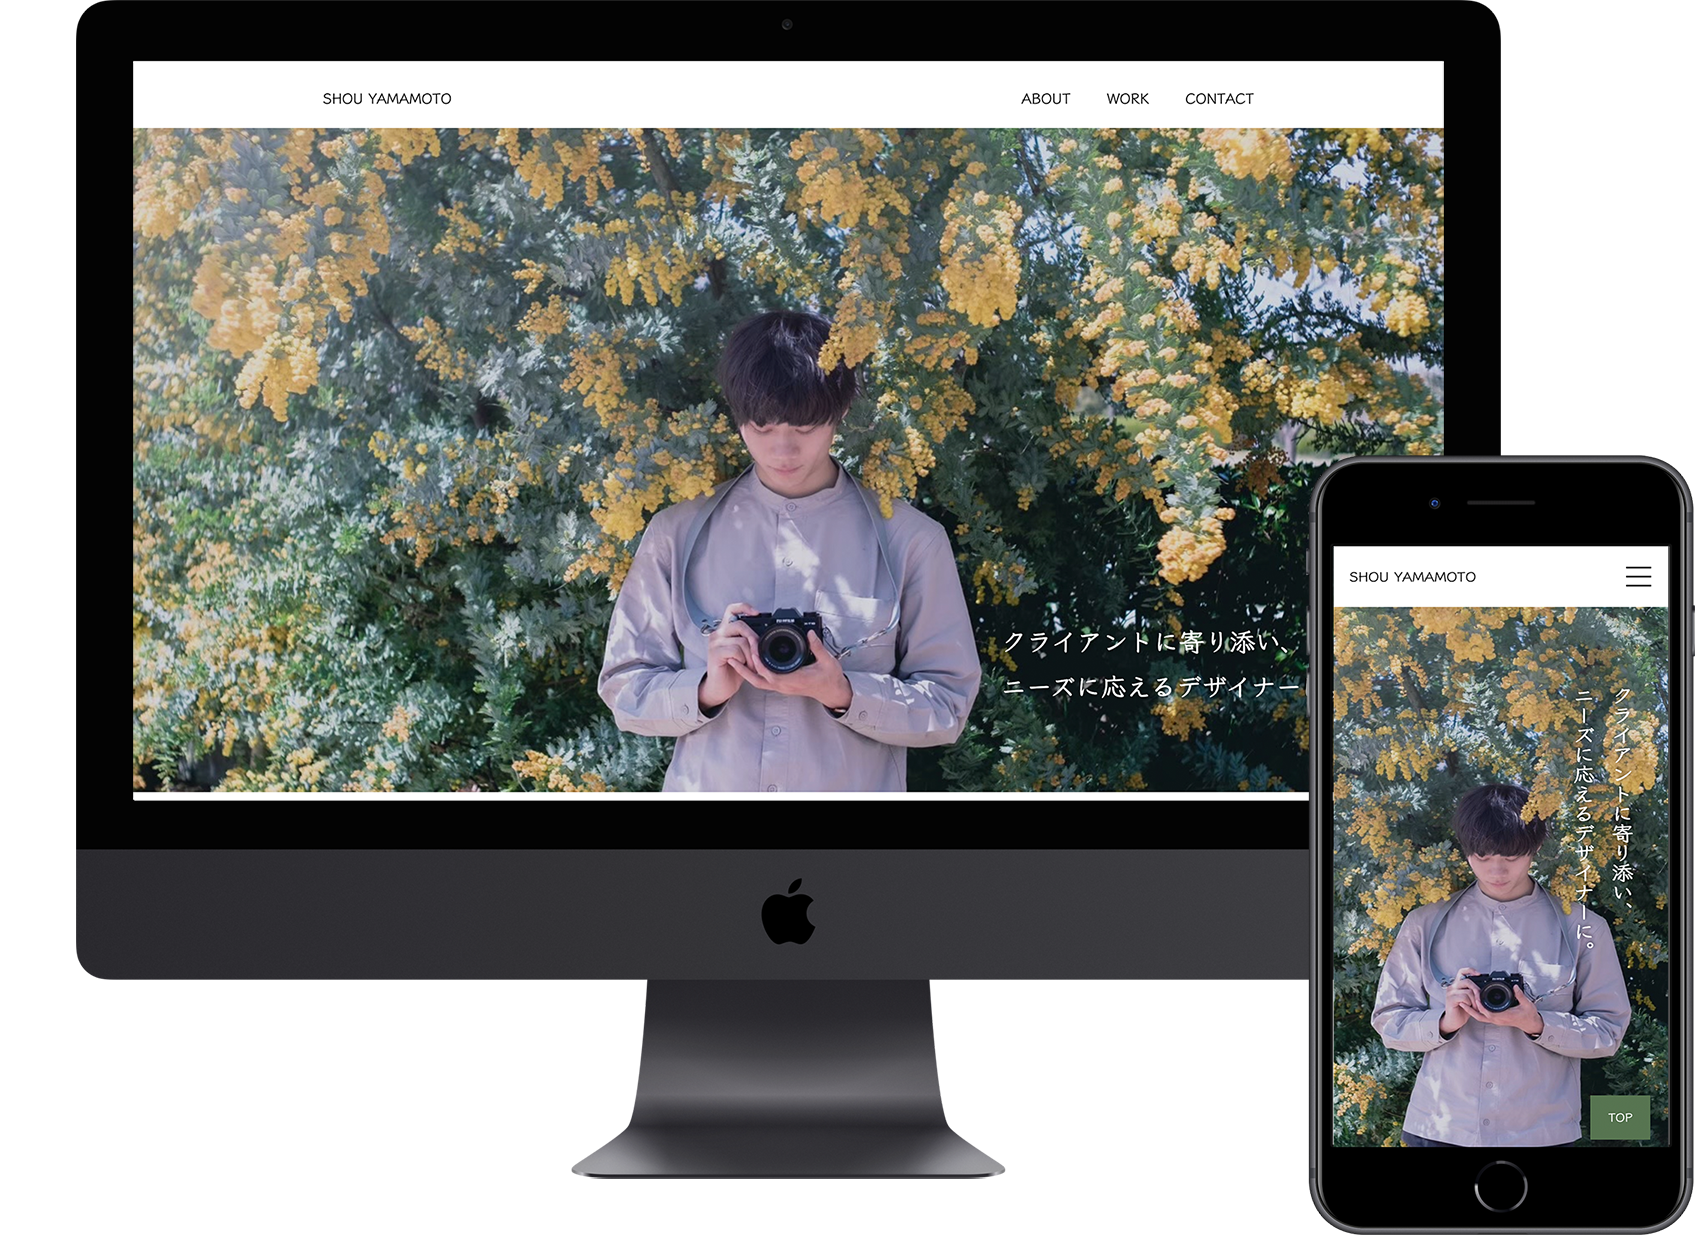 SHOU YAMAMOTO
ABOUT WORK CONTACT
クライアントに寄り添い、
ニーズに応えるデザイナー
SHOU YAMAMOTO
クライアントに寄り添い、
ニーズに応えるデザイナーに。
TOP